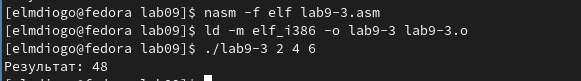 [elmdiogo@fedora lab09]$ nasm -f elf lab9-3.asm
[elmdiogo@fedora lab09]$ ld -m elf_i386 -o lab9-3 lab9-3.o
[elmdiogo@fedora lab09]$ ./lab9-3 2 4 6
Результат: 48